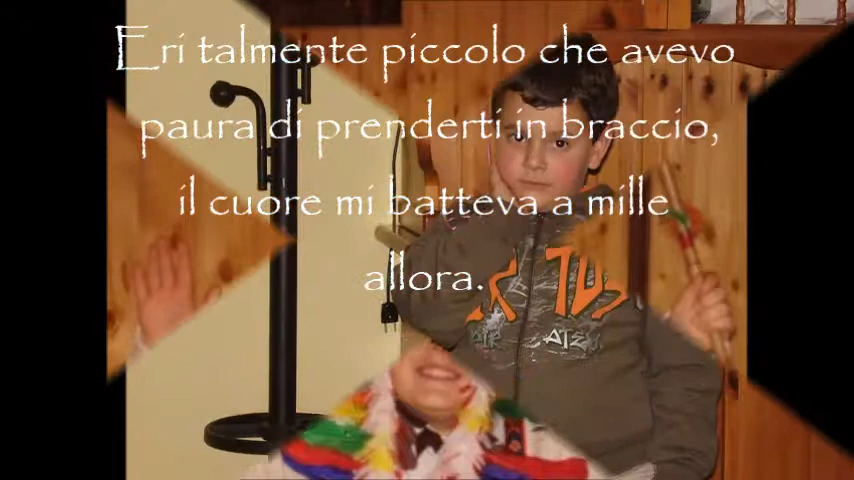 Eri talmente piccolo che avevo
paura di prenderti in braccio,
il cuore mi batteva a mille
allora.